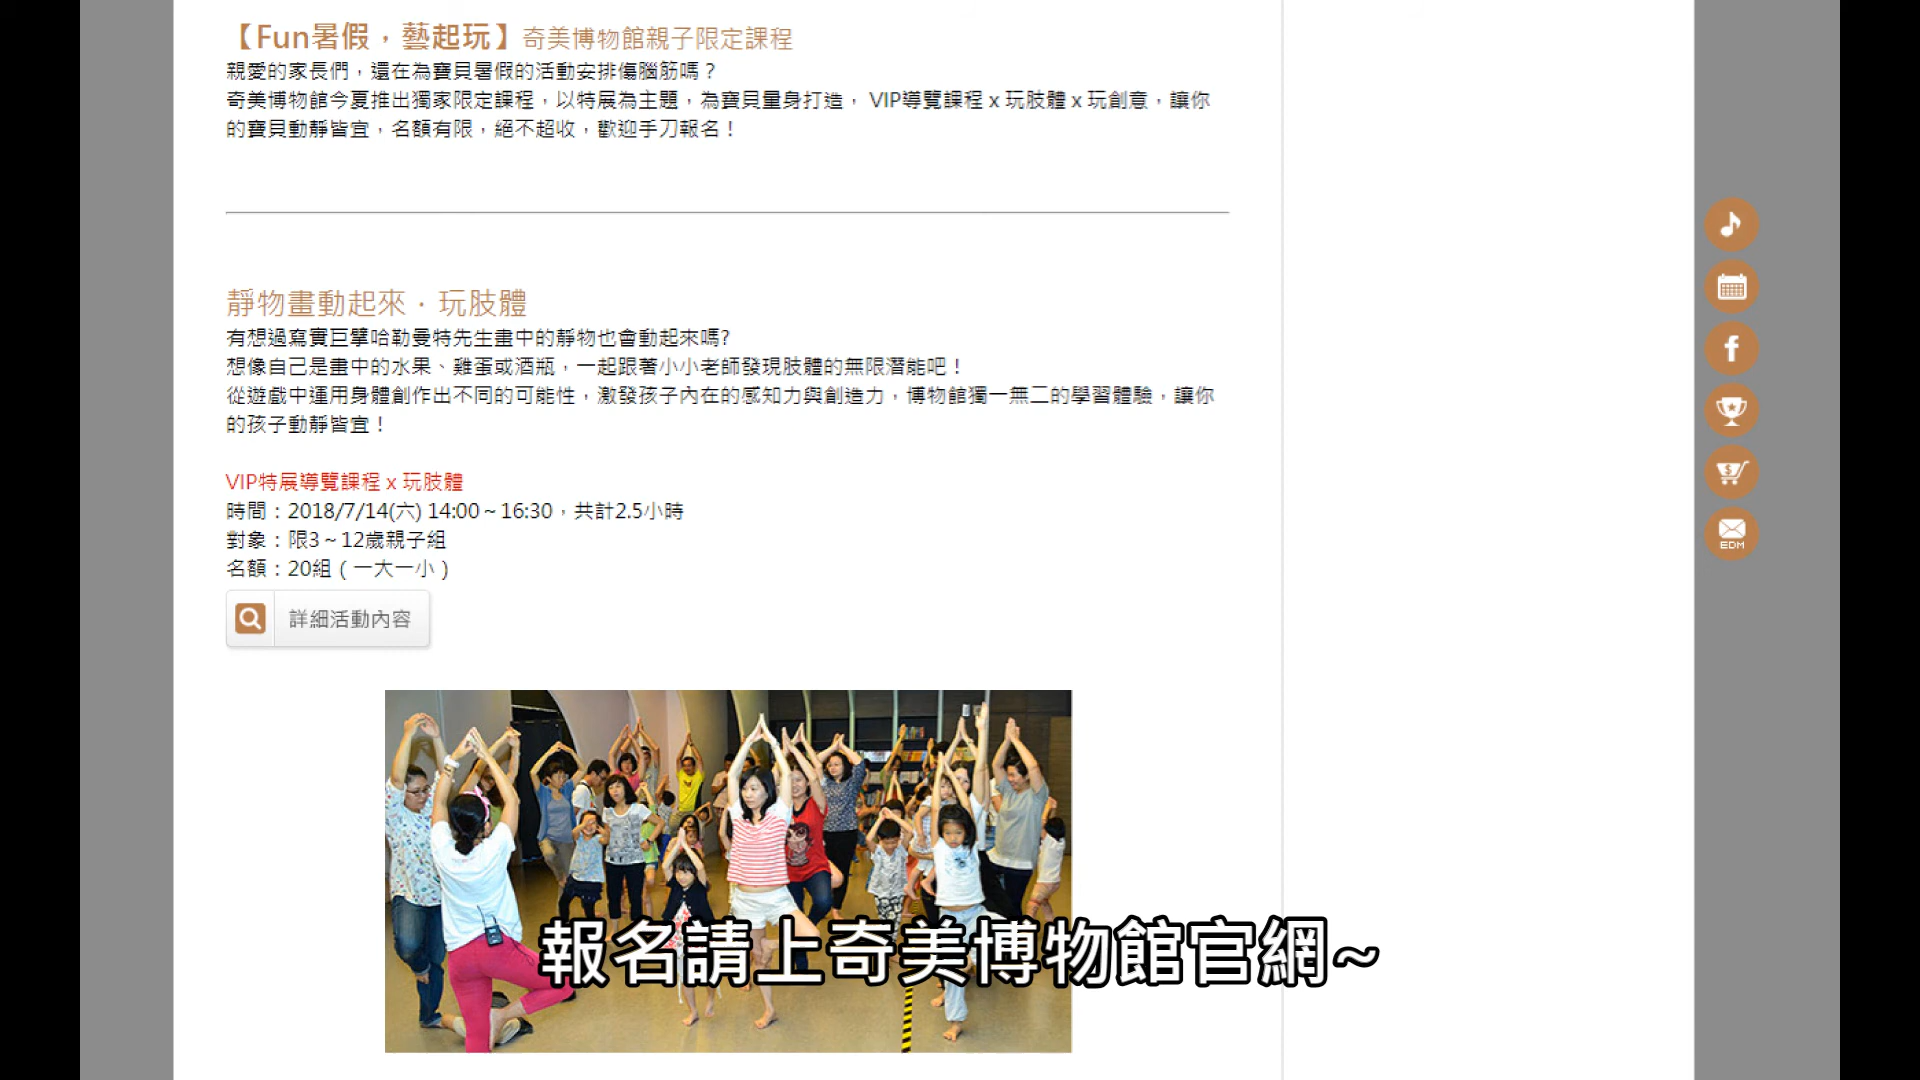 【Fun暑假，藝起玩】奇美博物館親子限定課程
親愛的家長們，還在為寶貝暑假的活動安排傷腦筋嗎？
奇美博物館今夏推出獨家限定課程，以特展為主題，為寶貝量身打造， VIP導覽課程 x 玩肢體 x 玩創意，讓你
的寶貝動靜皆宜，名額有限，絕不超收，歡迎手刀報名！
靜物畫動起來．玩肢體
有想過寫實巨擘哈勒曼特先生畫中的靜物也會動起來嗎?
想像自己是畫中的水果、雞蛋或酒瓶，一起跟著小小老師發現肢體的無限潛能吧！
從遊戲中運用身體創作出不同的可能性，激發孩子內在的感知力與創造力，博物館獨一無二的學習體驗，讓你
的孩子動靜皆宜！
VIP特展導覽課程 x 玩肢體
時間：2018/7/14(六) 14:00～16:30，共計2.5小時
對象：限3～12歲親子組
名額：20組（一大一小）
詳細活動內容
EDM
報名請上奇美博物館官網~